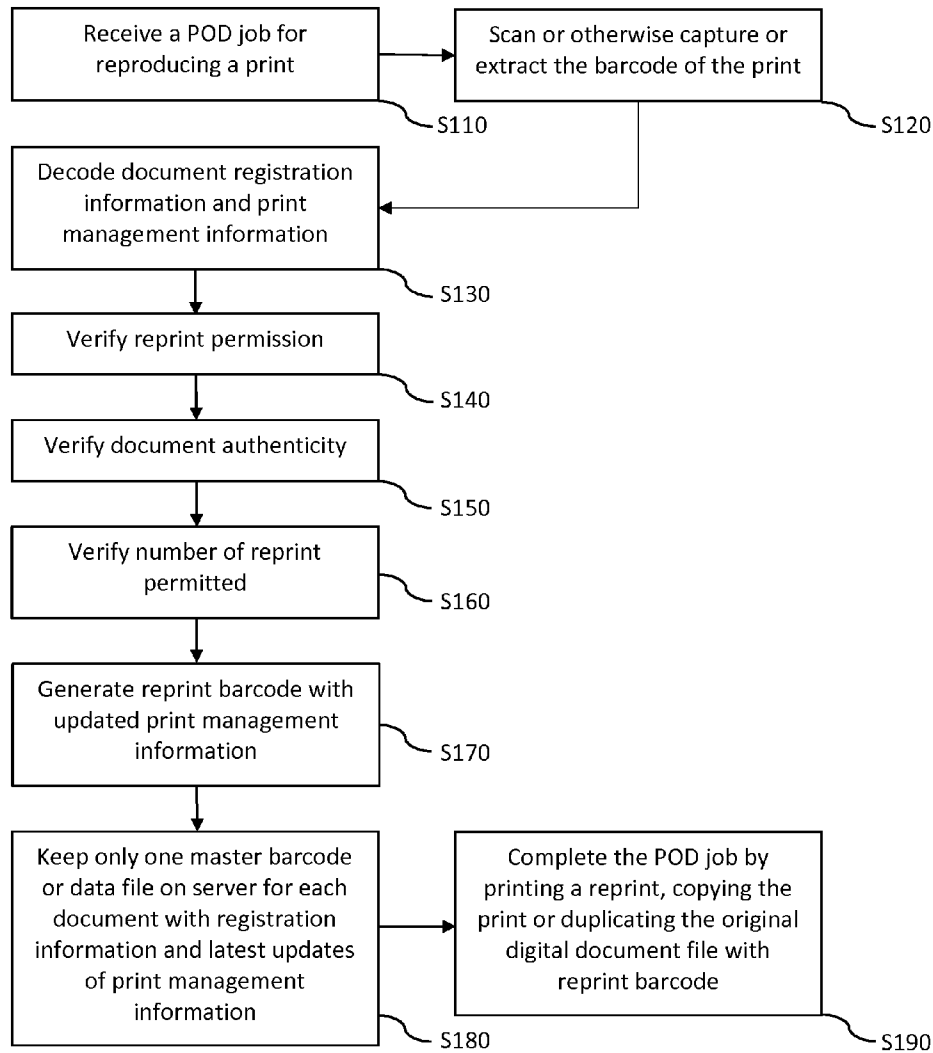 Receive a POD job for
reproducing a print
S110
Scan or otherwise capture or
extract the barcode of the print
S120
Decode document registration
information and print
management information
S130
Verify reprint permission
S140
Verify document authenticity
S150
Verify number of reprint
permitted
S160
Generate reprint barcode with
updated print management
information
S170
Keep only one master barcode
or data file on server for each
document with registration
information and latest updates
of print management
information
S180
Complete the POD job by
printing a reprint, copying the
print or duplicating the original
digital document file with
reprint barcode
S190